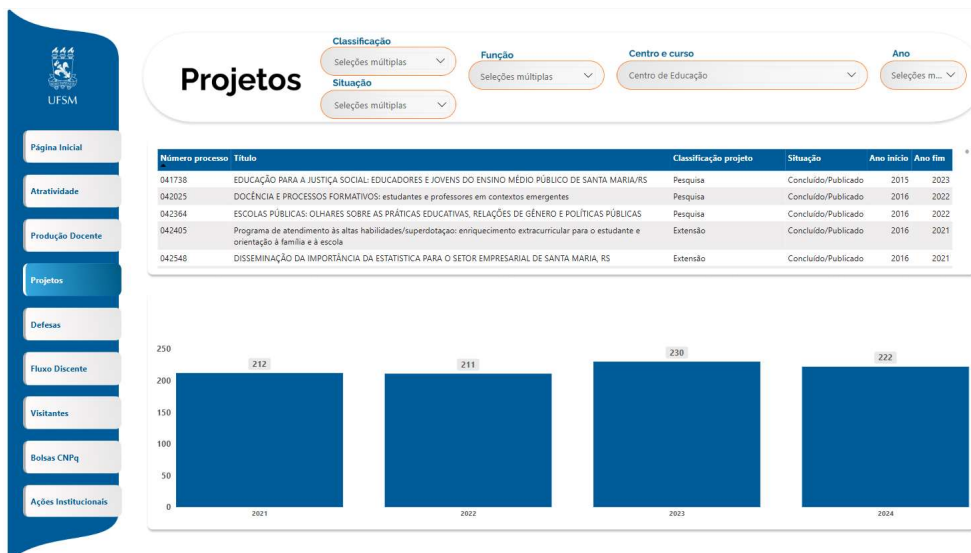 UFSM
Página Inicial
Atratividade
Produção Docente
Projetos
Defesas
Fluxo Discente
Visitantes
Bolsas CNPq
Ações Institucionais
Projetos
Classificação
Seleções múltiplas
Situação
Seleções múltiplas
Função
Seleções múltiplas
Centro e curso
Centro de Educação
Ano
Seleções m...
Número processo Título Classificação projeto Situação Ano início Ano fim
041738 EDUCAÇÃO PARA A JUSTIÇA SOCIAL: EDUCADORES E JOVENS DO ENSINO MÉDIO PÚBLICO DE SANTA MARIA/RS Pesquisa Concluído/Publicado 2015 2023
042025 DOCÊNCIA E PROCESSOS FORMATIVOS: estudantes e professores em contextos emergentes Pesquisa Concluído/Publicado 2016 2022
042364 ESCOLAS PÚBLICAS: OLHARES SOBRE AS PRÁTICAS EDUCATIVAS, RELAÇÕES DE GÊNERO E POLÍTICAS PÚBLICAS Pesquisa Concluído/Publicado 2016 2022
042405 Programa de atendimento às altas habilidades/superdotaçao: enriquecimento extracurricular para o estudante e Extensão Concluído/Publicado 2016 2021
orientação à família e à escola
042548 DISSEMINAÇÃO DA IMPORTÂNCIA DA ESTATISTICA PARA O SETOR EMPRESARIAL DE SANTA MARIA, RS Extensão Concluído/Publicado 2016 2021
250
200
150
100
50
0
212
211
230
222
2021
2022
2023
2024